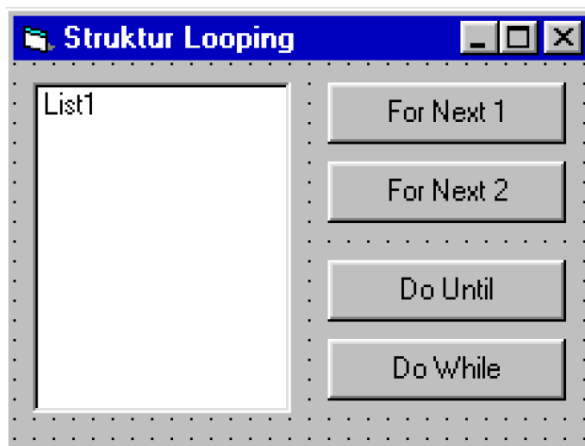 Struktur Looping
List1
For Next 1
For Next 2
Do Until
Do While